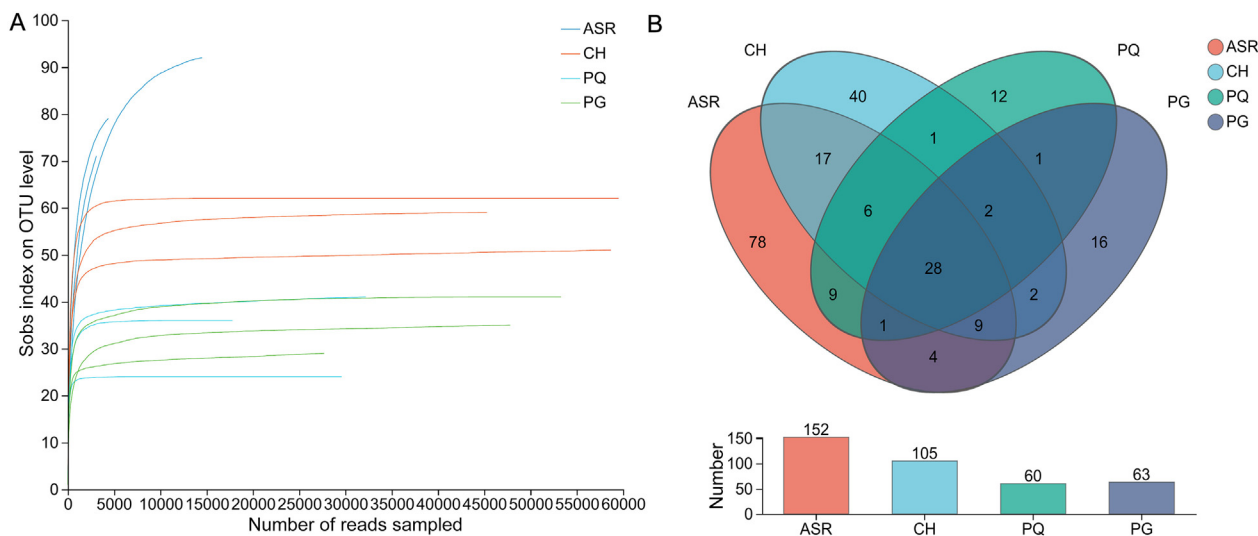 A
100
90
80
70
60
50
40
30
20
10
0
Sobs index on OTU level
0 5000 10000 15000 20000 25000 30000 35000 40000 45000 50000 55000 60000
Number of reads sampled
ASR
CH
PQ
PG
B
CH
PQ
ASR
PG
40
12
1
17
1
6
2
78
16
28
9
2
1
9
4
ASR
CH
PQ
PG
150
100
50
0
Number
152
105
60
63
ASR
CH
PQ
PG